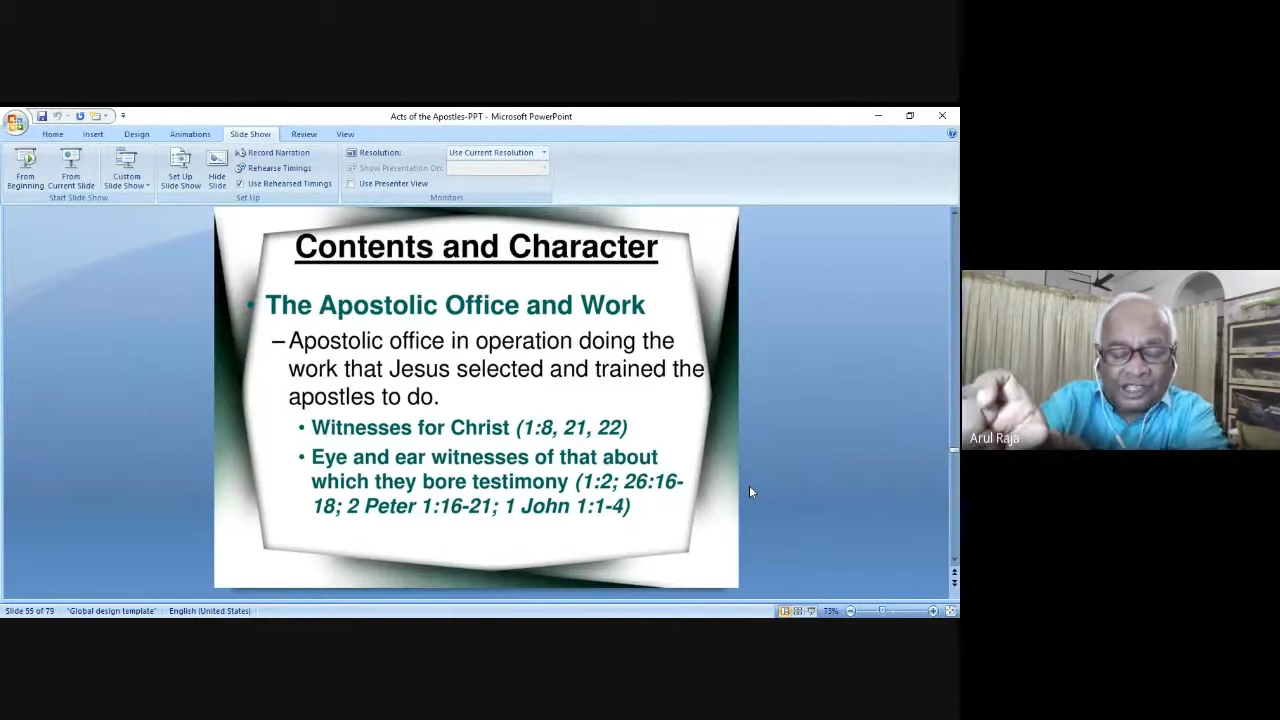 Acts of the Apostles-PPT - Microsoft PowerPoint
Home Insert Design Animations Slide Show Review View
From Beginning
From Current Slide
Custom Slide Show
Start Slide Show
Set Up Slide Show
Hide Slide
Record Narration
Rehearse Timings
Use Rehearsed Timings
Set Up
Resolution: Use Current Resolution
Show Presentation On:
Use Presenter View
Monitors
Contents and Character
• The Apostolic Office and Work
–Apostolic office in operation doing the
work that Jesus selected and trained the
apostles to do.
• Witnesses for Christ (1:8, 21, 22)
• Eye and ear witnesses of that about
which they bore testimony (1:2; 26:16-
18; 2 Peter 1:16-21; 1 John 1:1-4)
Arul Raja
Slide 55 of 79 "Global design template" English (United States) 73%